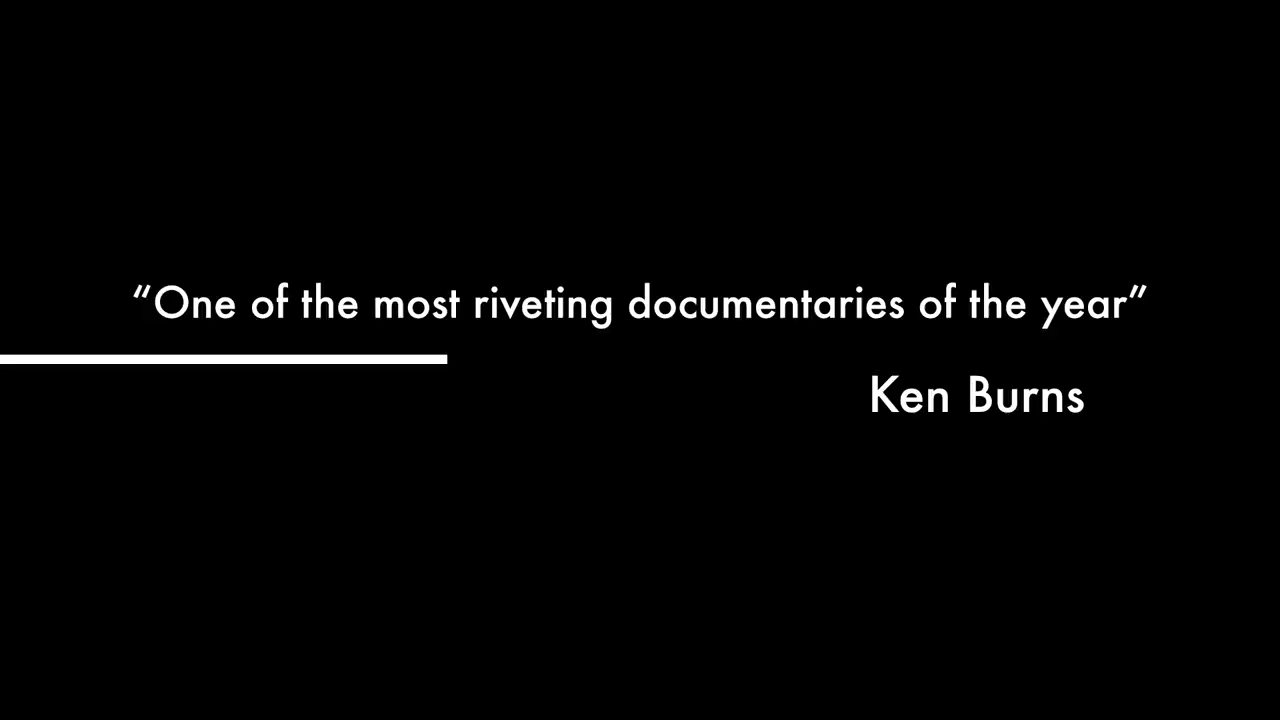 “One of the most riveting documentaries of the year”
Ken Burns